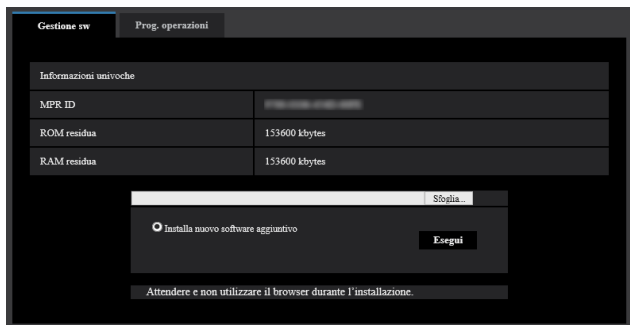 Gestione sw Prog. operazioni
Informazioni univoche
MPR ID
ROM residua 153600 kbytes
RAM residua 153600 kbytes
Sfoglia...
Installa nuovo software aggiuntivo
Esegui
Attendere e non utilizzare il browser durante l'installazione.